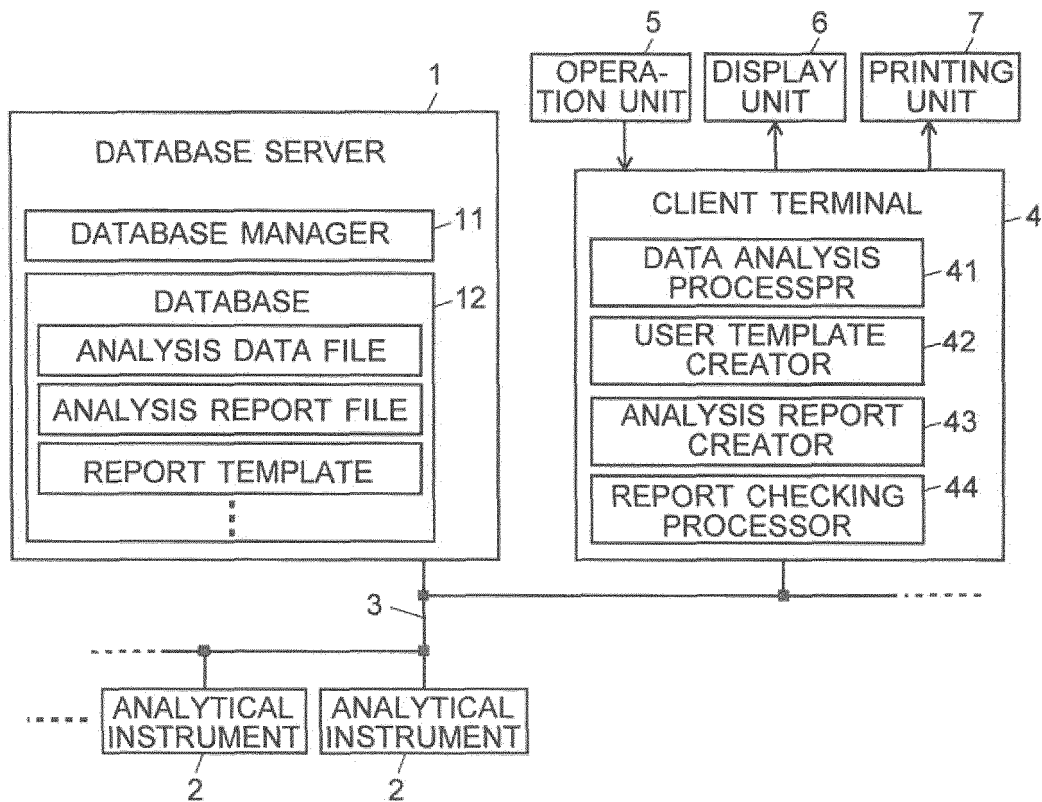 1
DATABASE SERVER
DATABASE MANAGER
11
DATABASE
12
ANALYSIS DATA FILE
ANALYSIS REPORT FILE
REPORT TEMPLATE
5
OPERA-
TION UNIT
6
DISPLAY
UNIT
7
PRINTING
UNIT
CLIENT TERMINAL
4
DATA ANALYSIS
PROCESSPR
41
USER TEMPLATE
CREATOR
42
ANALYSIS REPORT
CREATOR
43
REPORT CHECKING
PROCESSOR
44
3
ANALYTICAL
INSTRUMENT
2
ANALYTICAL
INSTRUMENT
2